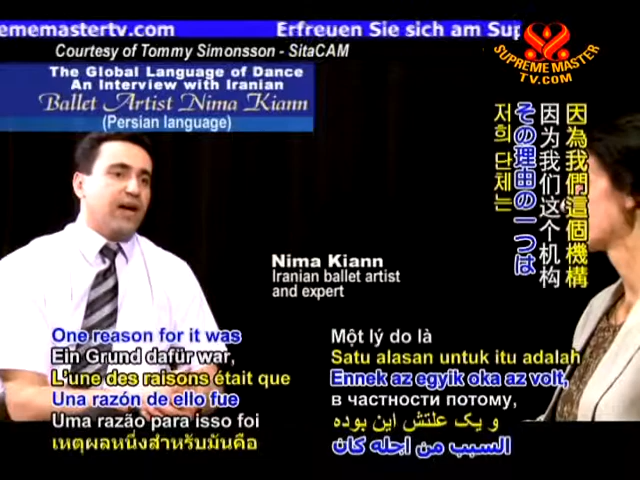 emastertv.com          Erfreuen Sie sich am Sup
Courtesy of Tommy Simonsson - SitaCAM
SUPREME MASTER
TV.COM
The Global Language of Dance
An Interview with Iranian
Ballet Artist Nima Kiann
(Persian language)
因為我們這個機構
因为我们这个机构
その理由の一つは
저희 단체는
Nima Kiann
Iranian ballet artist
and expert
One reason for it was
Ein Grund dafür war,
L'une des raisons était que
Una razón de ello fue
Uma razão para isso foi
เหตุผลหนึ่งสำหรับมันคือ
Một lý do là
Satu alasan untuk itu adalah
Ennek az egyik oka az volt,
в частности потому,
و یک علتش این بوده
السبب من اجله كان